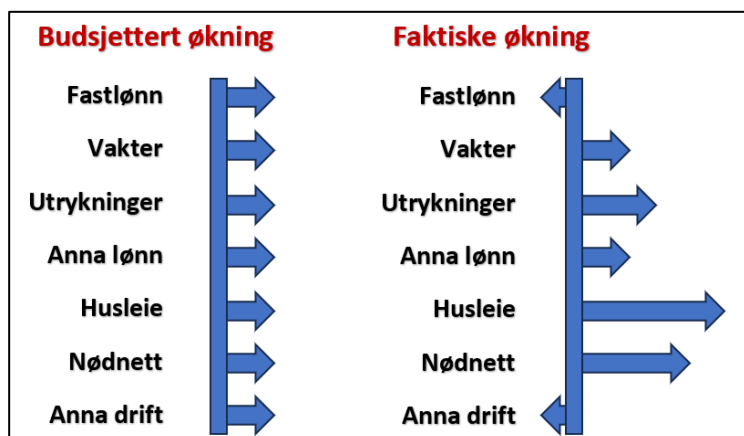 Budsjettert økning
Fastlønn
Vakter
Utrykninger
Anna lønn
Husleie
Nødnett
Anna drift
Faktiske økning
Fastlønn
Vakter
Utrykninger
Anna lønn
Husleie
Nødnett
Anna drift